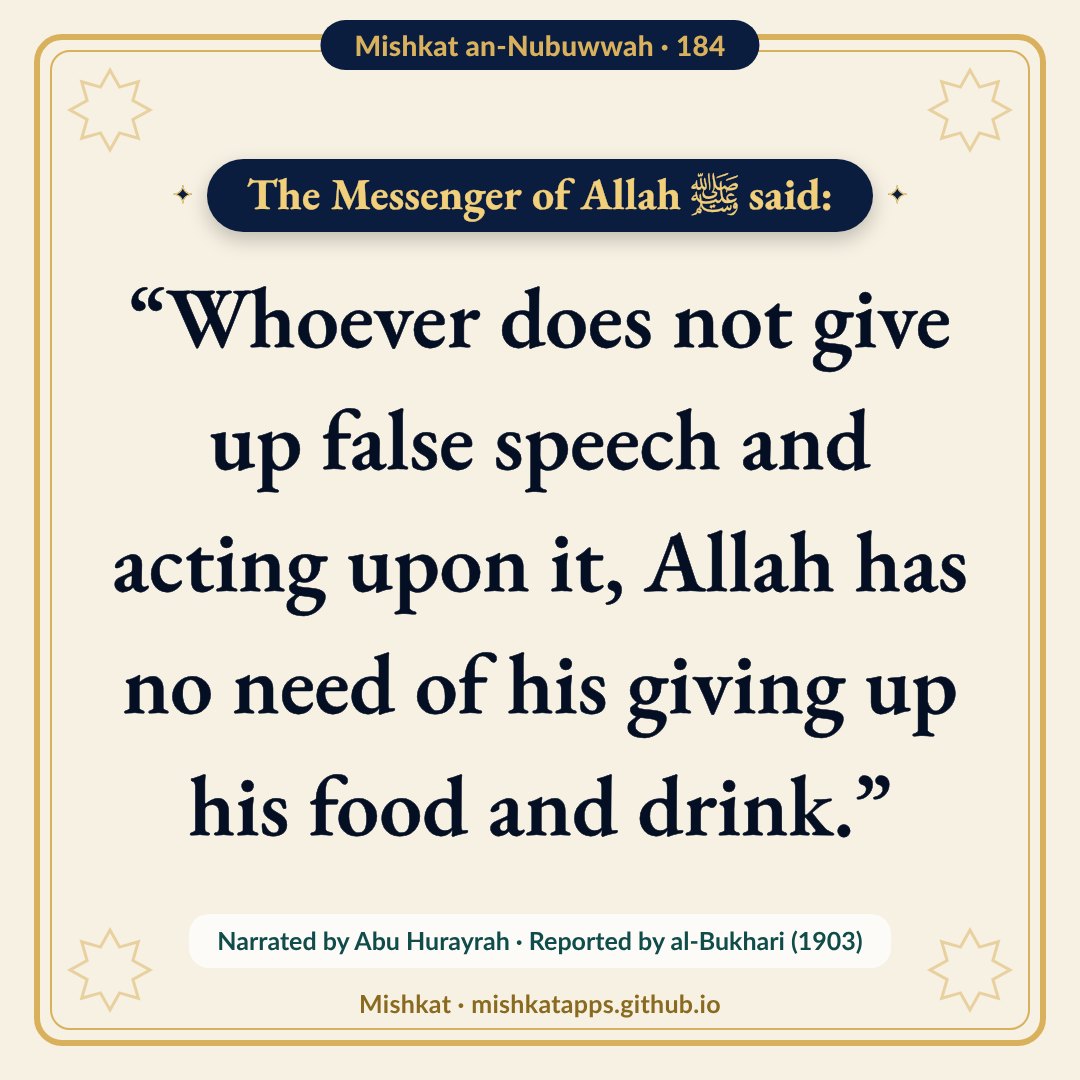 Mishkat an-Nubuwwah · 184
The Messenger of Allah ﷺ said:
“Whoever does not give
up false speech and
acting upon it, Allah has
no need of his giving up
his food and drink.”
Narrated by Abu Hurayrah · Reported by al-Bukhari (1903)
Mishkat · mishkatapps.github.io